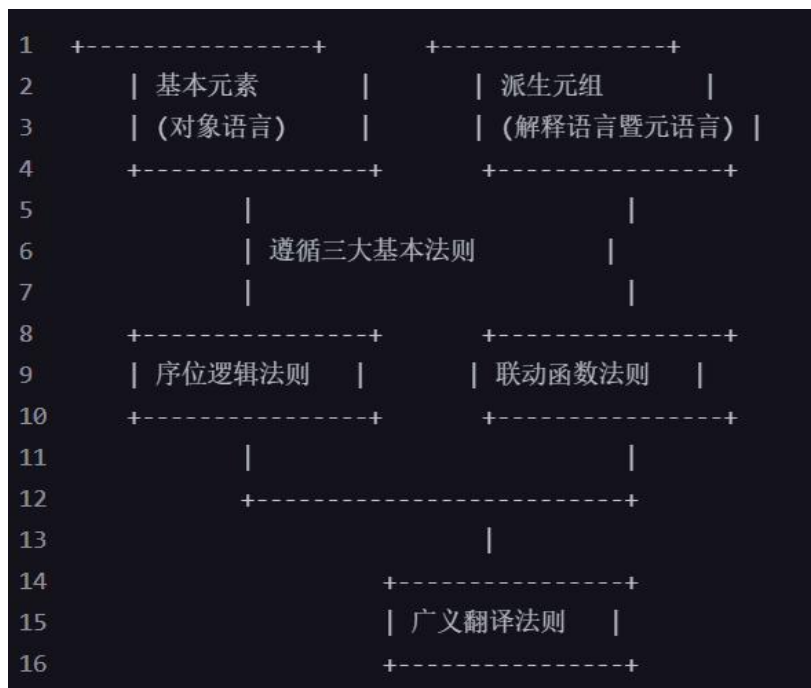 1 +----------------+ +----------------+
2 | 基本元素 | | 派生元组 |
3 | (对象语言) | | (解释语言暨元语言) |
4 +----------------+ +----------------+
5 | |
6 | 遵循三大基本法则 |
7 | |
8 +----------------+ +----------------+
9 | 序位逻辑法则 | | 联动函数法则 |
10 +----------------+ +----------------+
11 | |
12 +--------------------------+
13 |
14 +----------------+
15 | 广义翻译法则 |
16 +----------------+